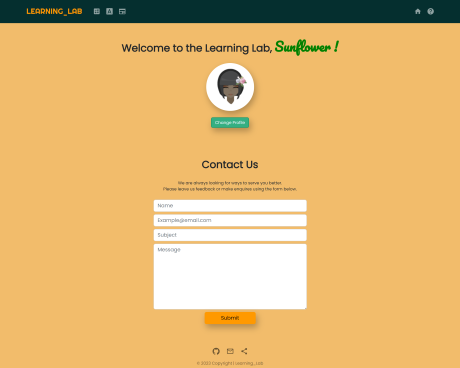 LEARNING_LAB
Welcome to the Learning Lab, Sunflower !
Change Profile
Contact Us
We are always looking for ways to serve you better.
Please leave us feedback or make enquiries using the form below.
Name
Example@email.com
Subject
Message
Submit
© 2022 Copyright | Learning_Lab